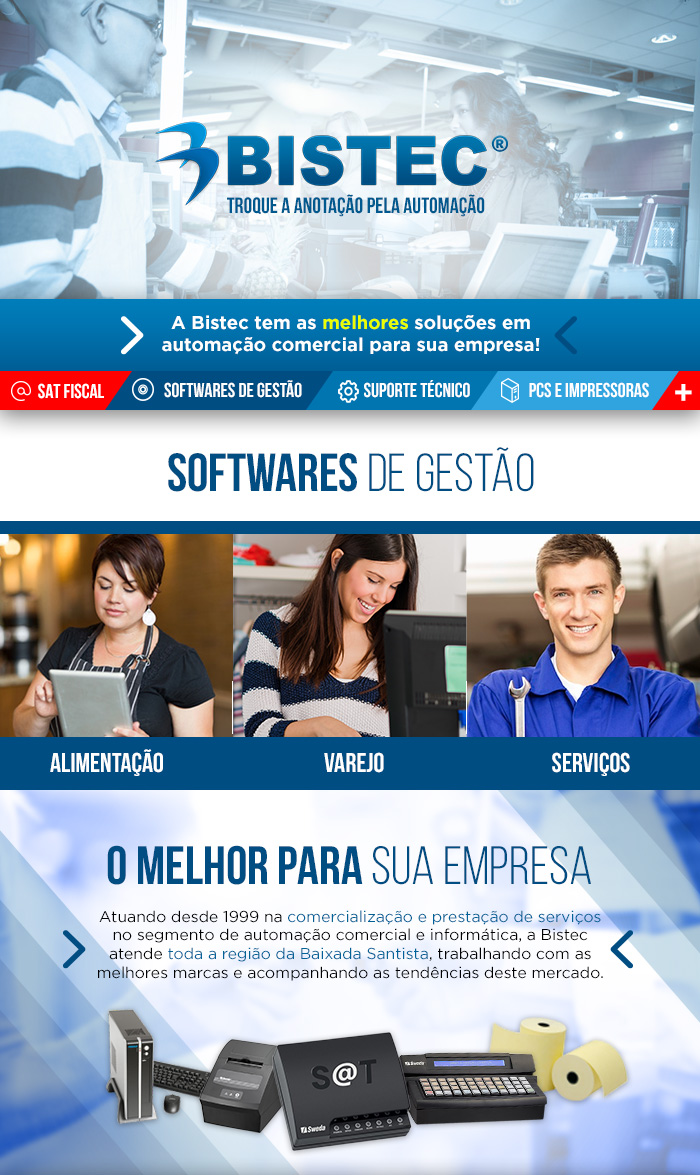 BISTEC®
TROQUE A ANOTAÇÃO PELA AUTOMAÇÃO
A Bistec tem as melhores soluções em
automação comercial para sua empresa!
SAT FISCAL
SOFTWARES DE GESTÃO
SUPORTE TÉCNICO
PCS E IMPRESSORAS
+
SOFTWARES DE GESTÃO
ALIMENTAÇÃO
VAREJO
SERVIÇOS
O MELHOR PARA SUA EMPRESA
Atuando desde 1999 na comercialização e prestação de serviços
no segmento de automação comercial e informática, a Bistec
atende toda a região da Baixada Santista, trabalhando com as
melhores marcas e acompanhando as tendências deste mercado.
S@T
Sweda
Sweda